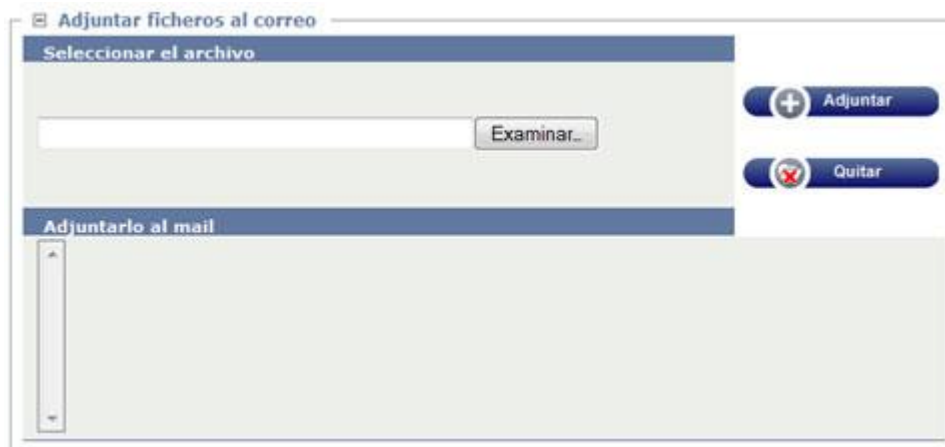 Adjuntar ficheros al correo
Seleccionar el archivo
Adjuntar
Examinar..
Quitar
Adjuntarlo al mail